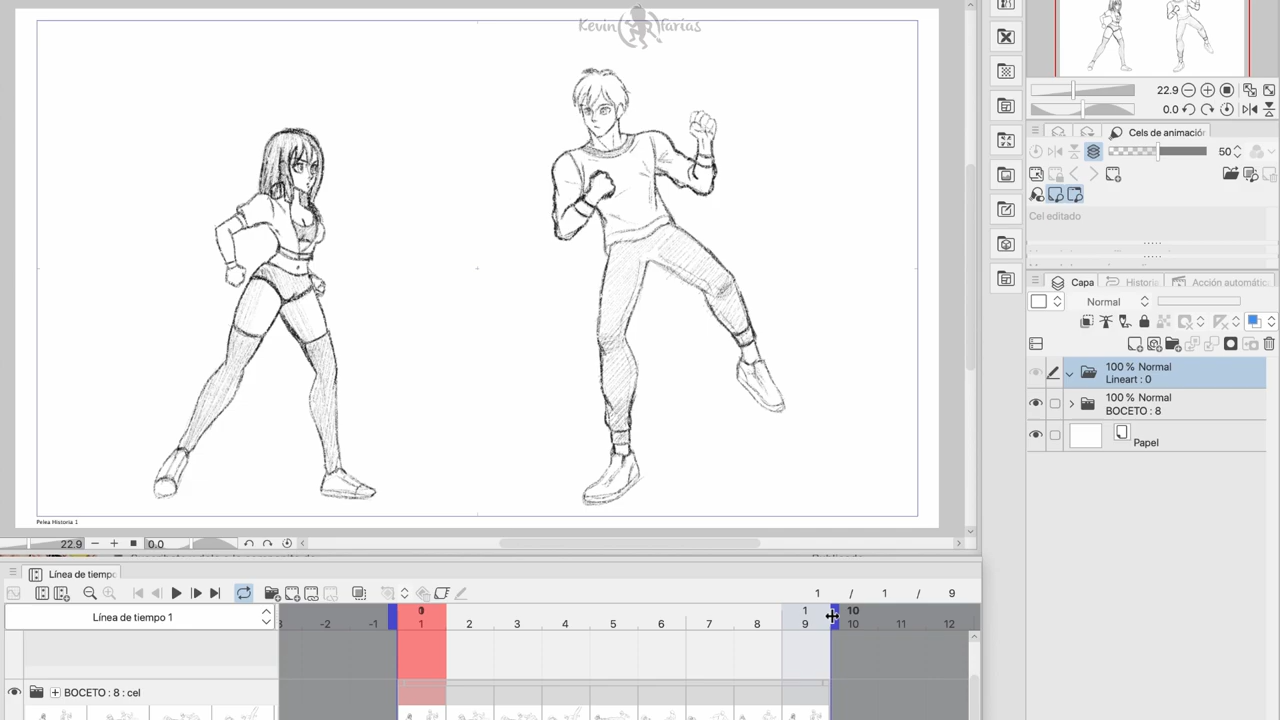 Kevin Farias
Pelea Historia 1
22.9
0.0
Cels de animación
50
Cel editado
Capa
Historia
Acción automátic
Normal
100 % Normal
Lineart : 0
100 % Normal
BOCETO : 8
Papel
22.9
0.0
Línea de tiempo
1 / 1 / 9
Línea de tiempo 1
0 1 10
-2 -1 1 2 3 4 5 6 7 8 9 10 11 12
BOCETO : 8 : cel